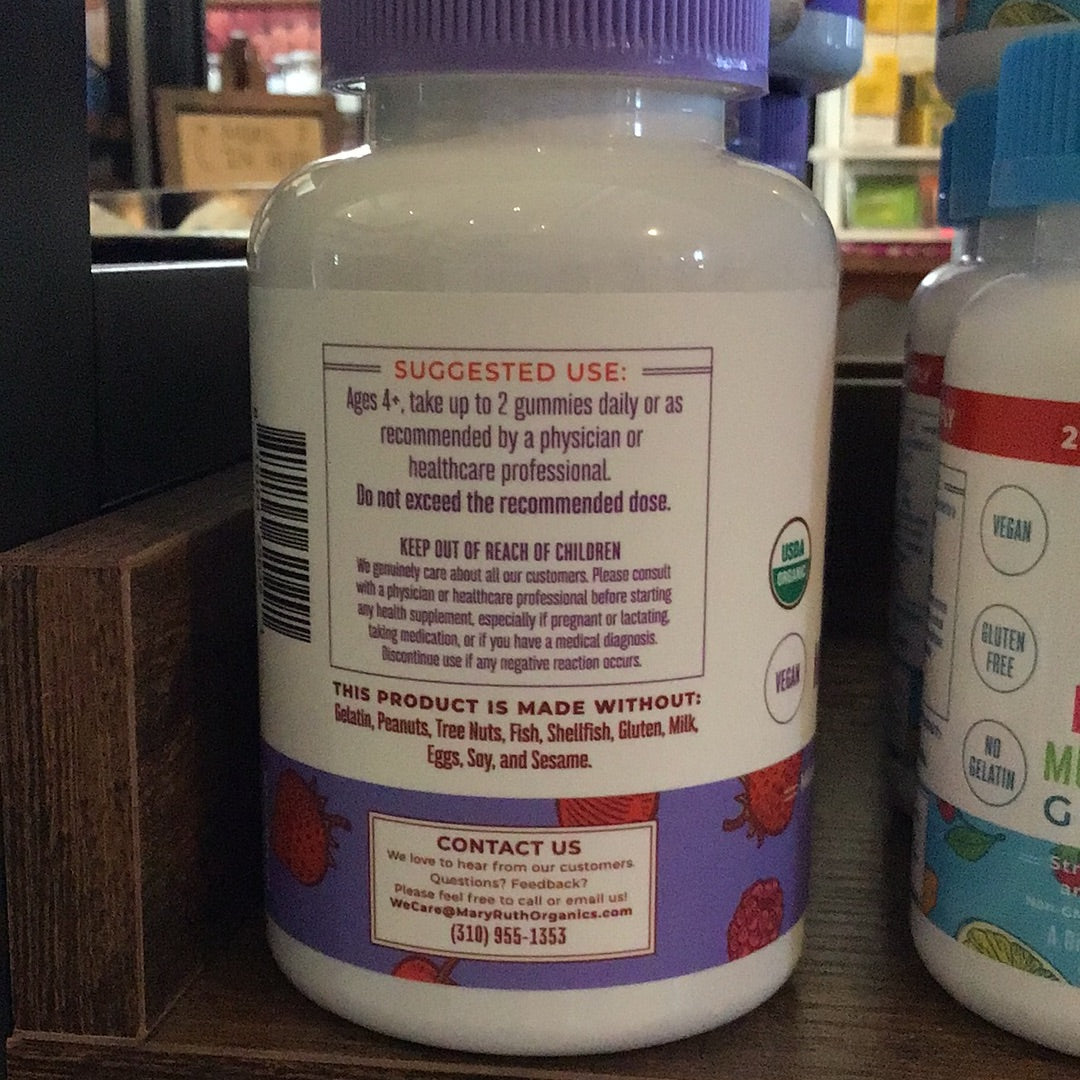 SUGGESTED USE:
Ages 4+, take up to 2 gummies daily or as
recommended by a physician or
healthcare professional.
Do not exceed the recommended dose.
KEEP OUT OF REACH OF CHILDREN
We genuinely care about all our customers. Please consult
with a physician or healthcare professional before starting
any health supplement, especially if pregnant or lactating,
taking medication, or if you have a medical diagnosis.
Discontinue use if any negative reaction occurs.
THIS PRODUCT IS MADE WITHOUT:
Gelatin, Peanuts, Tree Nuts, Fish, Shellfish, Gluten, Milk,
Eggs, Soy, and Sesame.
CONTACT US
We love to hear from our customers.
Questions? Feedback?
Please feel free to call or email us!
WeCare@MaryRuthOrganics.com
(310) 955-1353
USDA
ORGANIC
VEGAN
2
VEGAN
GLUTEN
FREE
NO
GELATIN